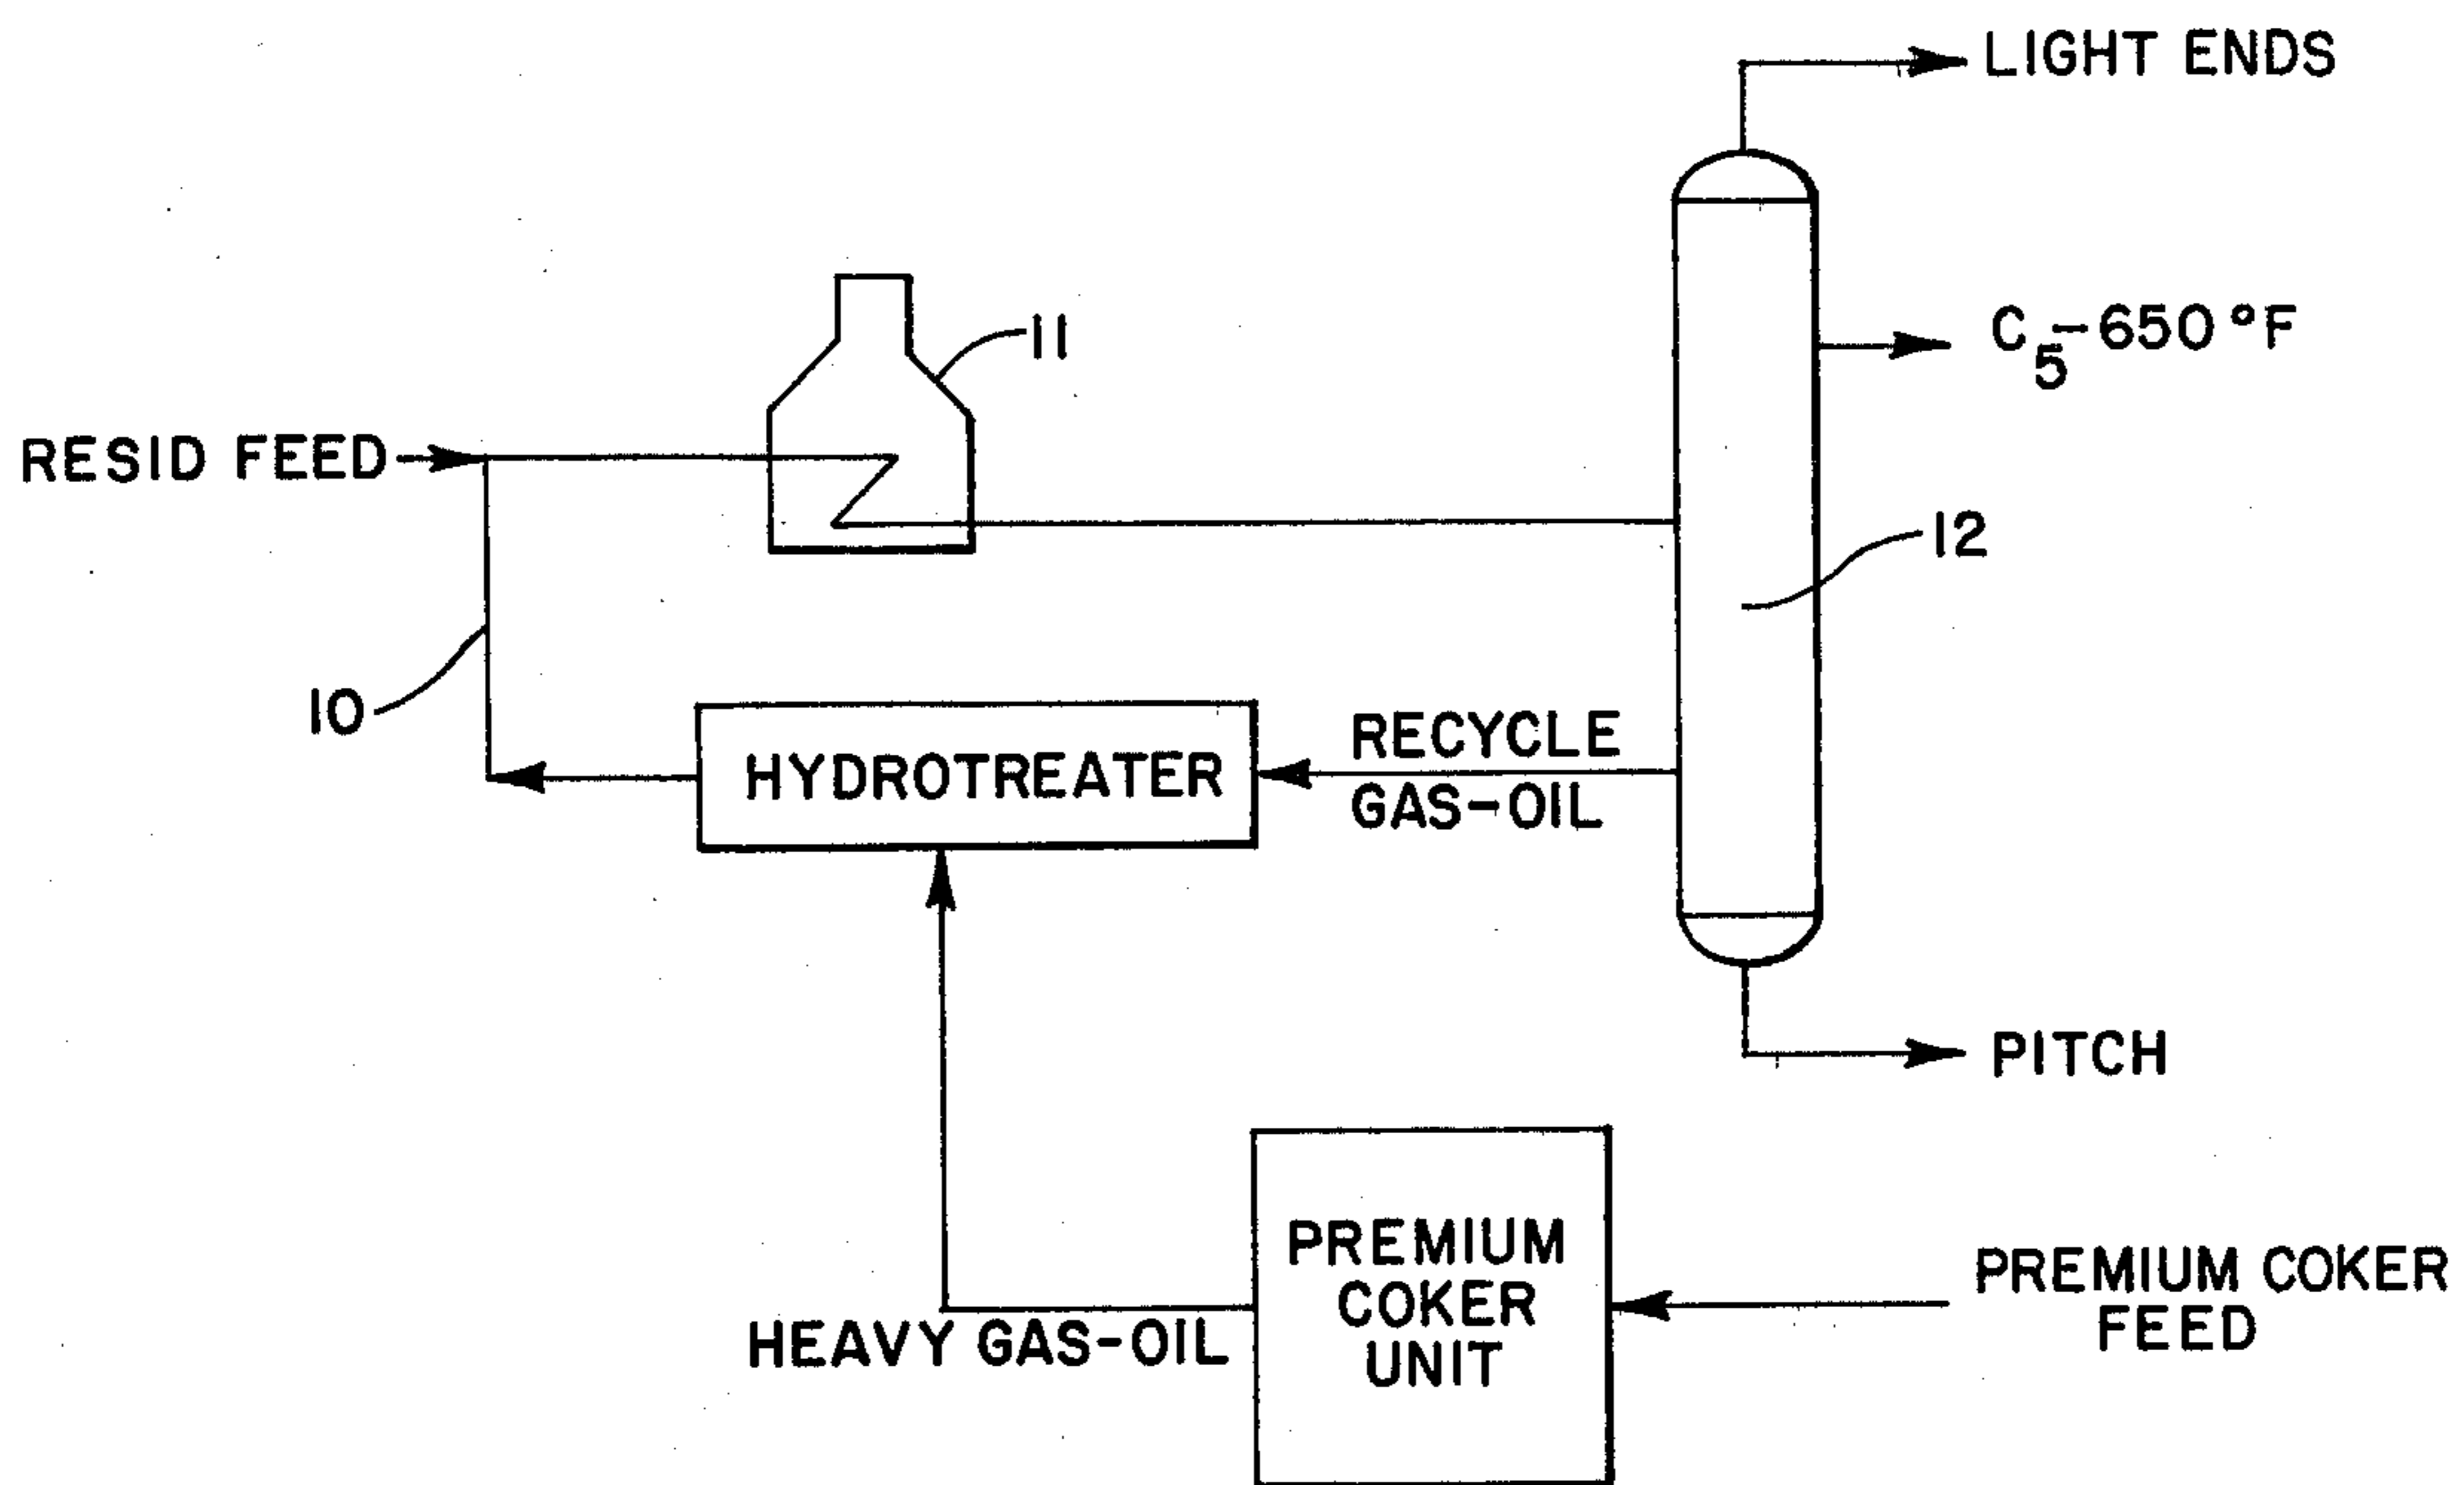 LIGHT ENDS
C5-650°F
11
RESID FEED
12
10
HYDROTREATER
RECYCLE
GAS-OIL
PITCH
PREMIUM
COKER
UNIT
PREMIUM COKER
FEED
HEAVY GAS-OIL